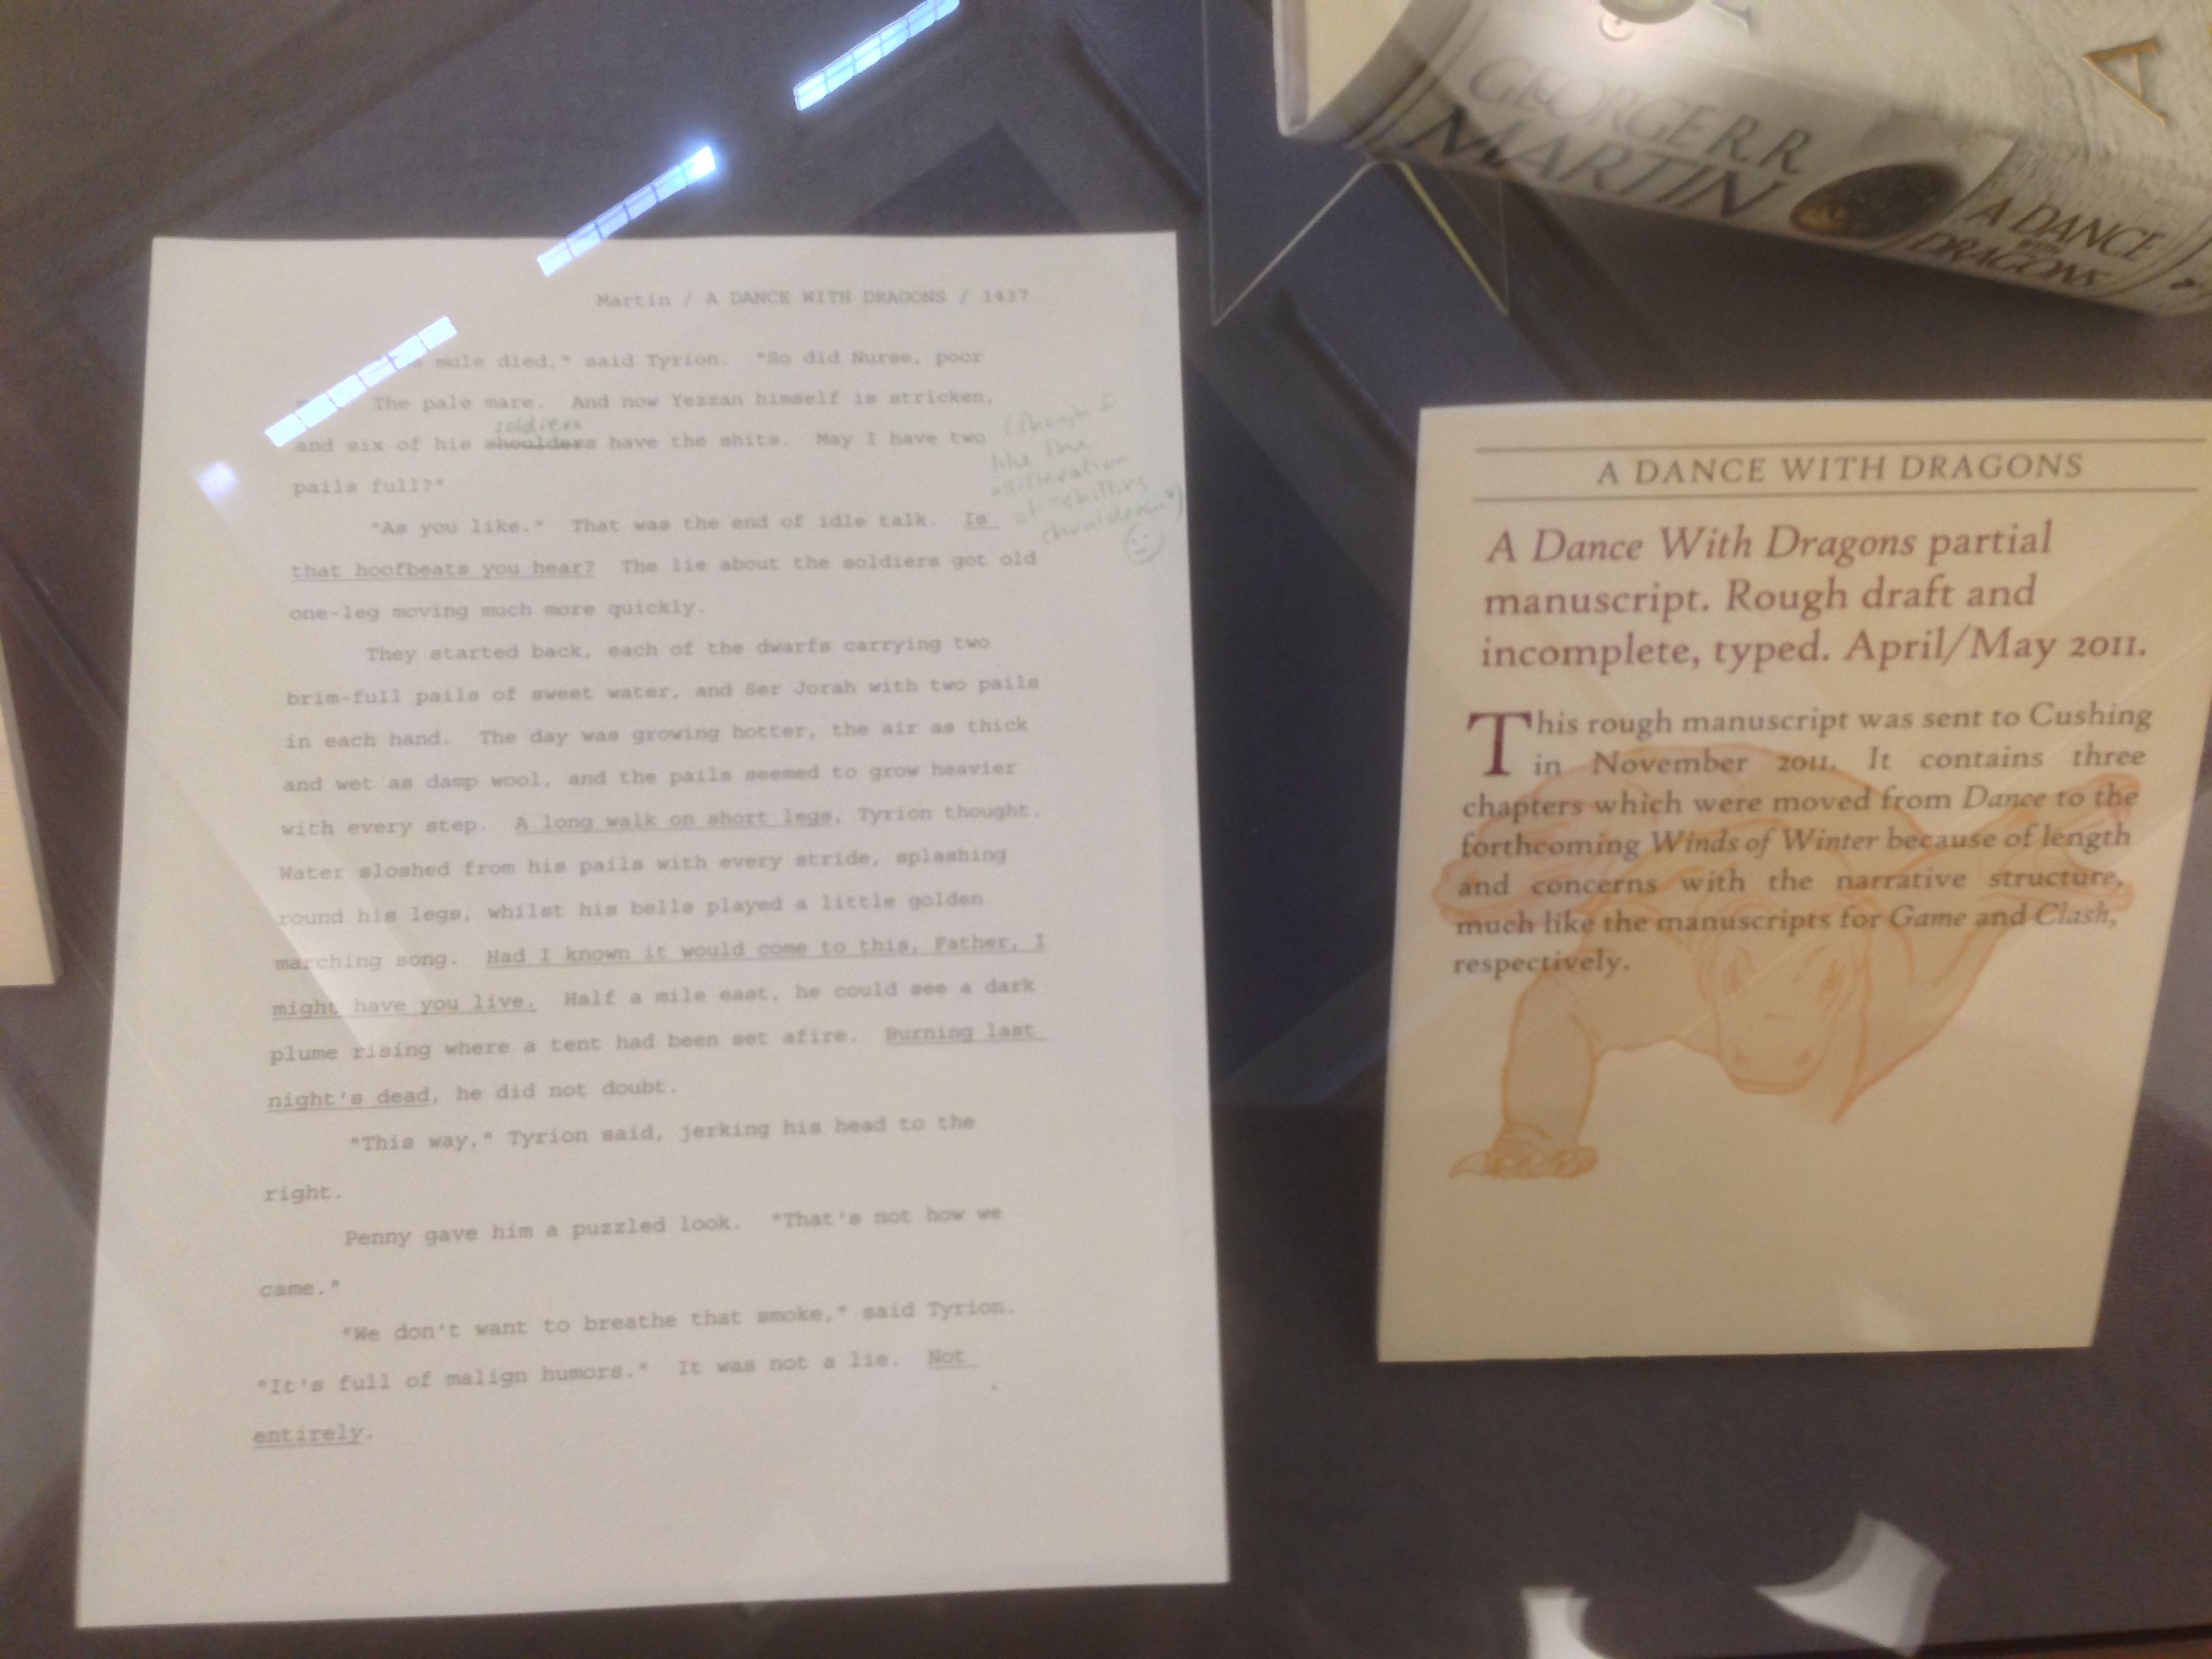 GEORGE R.R.
MARTIN
A DANCE
WITH
DRAGONS
A
Martin / A DANCE WITH DRAGONS / 1437
mule died," said Tyrion. "So did Nurse, poor
The pale mare. And now Yezzan himself is stricken,
soldiers
and six of his shoulders have the shits. May I have two
pails full?"
(though I
like the
alliteration
of "shitting
shoulders")
"As you like." That was the end of idle talk. Is
that hoofbeats you hear? The lie about the soldiers got old
one-leg moving much more quickly.
They started back, each of the dwarfs carrying two
brim-full pails of sweet water, and Ser Jorah with two pails
in each hand. The day was growing hotter, the air as thick
and wet as damp wool, and the pails seemed to grow heavier
with every step. A long walk on short legs, Tyrion thought.
Water sloshed from his pails with every stride, splashing
round his legs, whilst his bells played a little golden
marching song. Had I known it would come to this, Father, I
might have you live. Half a mile east, he could see a dark
plume rising where a tent had been set afire. Burning last
night's dead, he did not doubt.
"This way," Tyrion said, jerking his head to the
right.
Penny gave him a puzzled look. "That's not how we
came."
"We don't want to breathe that smoke," said Tyrion.
"It's full of malign humors." It was not a lie. Not
entirely.
A DANCE WITH DRAGONS
A Dance With Dragons partial
manuscript. Rough draft and
incomplete, typed. April/May 2011.
This rough manuscript was sent to Cushing
in November 2011. It contains three
chapters which were moved from Dance to the
forthcoming Winds of Winter because of length
and concerns with the narrative structure,
much like the manuscripts for Game and Clash,
respectively.